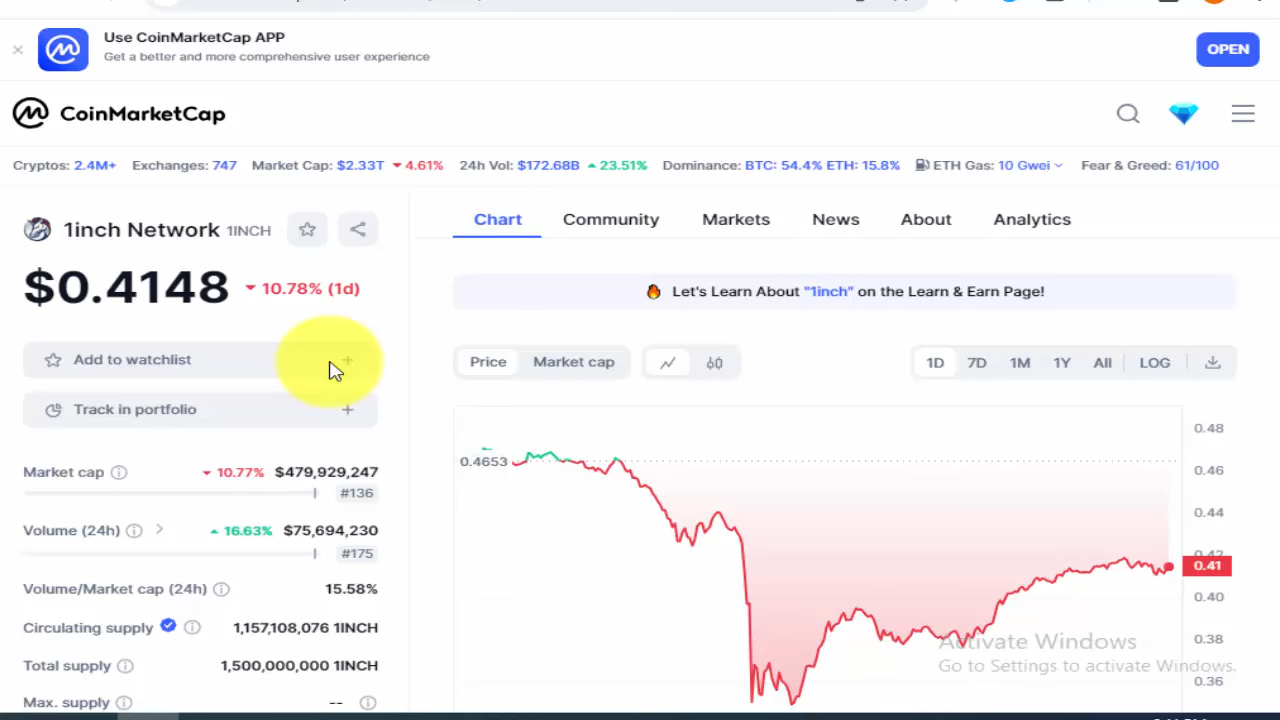 Use CoinMarketCap APP
Get a better and more comprehensive user experience
OPEN
CoinMarketCap
Cryptos: 2.4M+ Exchanges: 747 Market Cap: $2.33T 4.61% 24h Vol: $172.68B 23.51% Dominance: BTC: 54.4% ETH: 15.8% ETH Gas: 10 Gwei Fear & Greed: 61/100
1inch Network 1INCH
$0.4148 10.78% (1d)
Add to watchlist +
Track in portfolio +
Market cap 10.77% $479,929,247
#136
Volume (24h) 16.63% $75,694,230
#175
Volume/Market cap (24h) 15.58%
Circulating supply 1,157,108,076 1INCH
Total supply 1,500,000,000 1INCH
Max. supply --
Chart Community Markets News About Analytics
Let's Learn About "1inch" on the Learn & Earn Page!
Price Market cap 1D 7D 1M 1Y All LOG
0.4653
0.48
0.46
0.44
0.42
0.41
0.40
0.38
0.36
Activate Windows
Go to Settings to activate Windows.